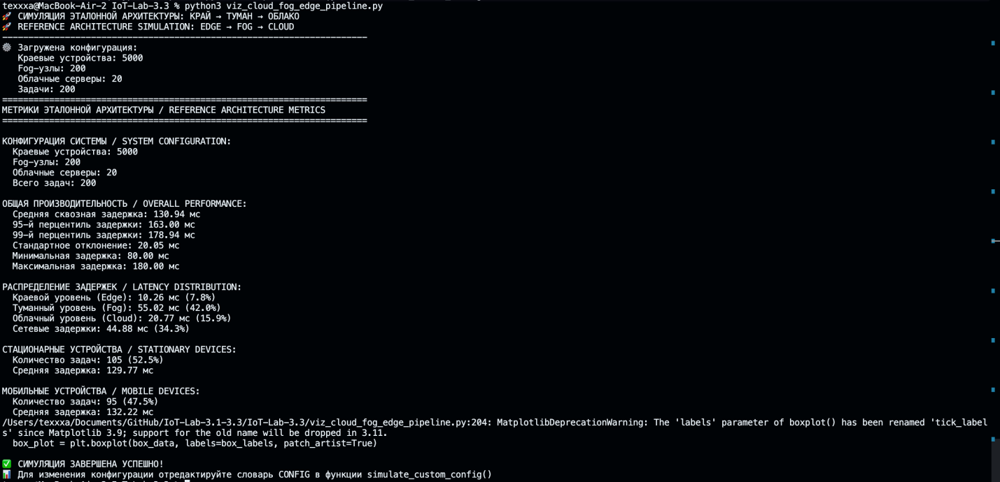 texxxa@MacBook-Air-2 IoT-Lab-3.3 % python3 viz_cloud_fog_edge_pipeline.py
🚀 СИМУЛЯЦИЯ ЭТАЛОННОЙ АРХИТЕКТУРЫ: КРАЙ → ТУМАН → ОБЛАКО
🚀 REFERENCE ARCHITECTURE SIMULATION: EDGE → FOG → CLOUD
----------------------------------------------------------------------
⚙️ Загружена конфигурация:
Краевые устройства: 5000
Fog-узлы: 200
Облачные серверы: 20
Задачи: 200
======================================================================
МЕТРИКИ ЭТАЛОННОЙ АРХИТЕКТУРЫ / REFERENCE ARCHITECTURE METRICS
======================================================================
КОНФИГУРАЦИЯ СИСТЕМЫ / SYSTEM CONFIGURATION:
Краевые устройства: 5000
Fog-узлы: 200
Облачные серверы: 20
Всего задач: 200
ОБЩАЯ ПРОИЗВОДИТЕЛЬНОСТЬ / OVERALL PERFORMANCE:
Средняя сквозная задержка: 130.94 мс
95-й перцентиль задержки: 163.00 мс
99-й перцентиль задержки: 178.94 мс
Стандартное отклонение: 20.05 мс
Минимальная задержка: 80.00 мс
Максимальная задержка: 180.00 мс
РАСПРЕДЕЛЕНИЕ ЗАДЕРЖЕК / LATENCY DISTRIBUTION:
Краевой уровень (Edge): 10.26 мс (7.8%)
Туманный уровень (Fog): 55.02 мс (42.0%)
Облачный уровень (Cloud): 20.77 мс (15.9%)
Сетевые задержки: 44.88 мс (34.3%)
СТАЦИОНАРНЫЕ УСТРОЙСТВА / STATIONARY DEVICES:
Количество задач: 105 (52.5%)
Средняя задержка: 129.77 мс
МОБИЛЬНЫЕ УСТРОЙСТВА / MOBILE DEVICES:
Количество задач: 95 (47.5%)
Средняя задержка: 132.22 мс
/Users/texxxa/Documents/GitHub/IoT-Lab-3.1-3.3/IoT-Lab-3.3/viz_cloud_fog_edge_pipeline.py:204: MatplotlibDeprecationWarning: The 'labels' parameter of boxplot() has been renamed 'tick_label
s' since Matplotlib 3.9; support for the old name will be dropped in 3.11.
box_plot = plt.boxplot(box_data, labels=box_labels, patch_artist=True)
✅ СИМУЛЯЦИЯ ЗАВЕРШЕНА УСПЕШНО!
📊 Для изменения конфигурации отредактируйте словарь CONFIG в функции simulate_custom_config()